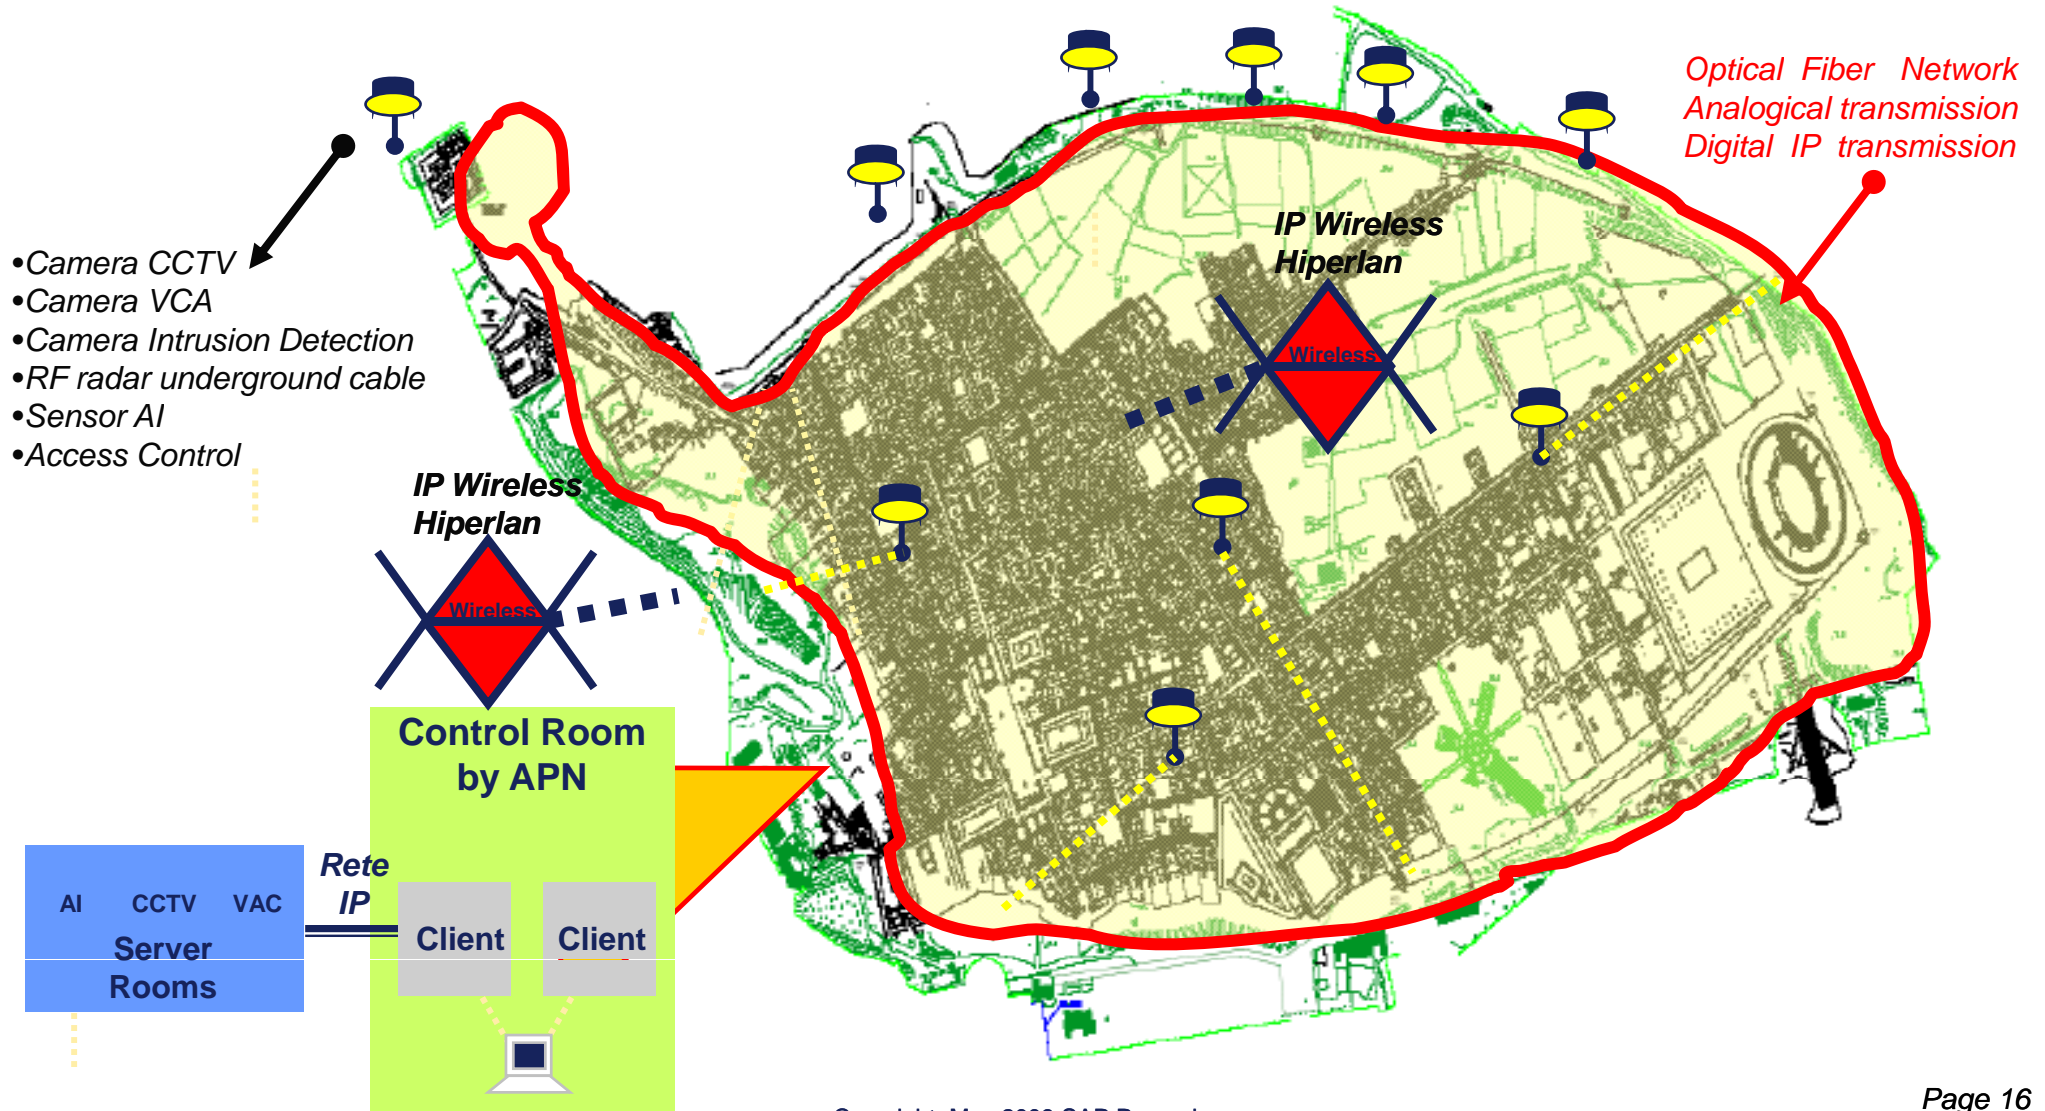 Optical Fiber Network
Analogical transmission
Digital IP transmission
IP Wireless
Hiperlan
Wireless
•Camera CCTV
•Camera VCA
•Camera Intrusion Detection
•RF radar underground cable
•Sensor AI
•Access Control
IP Wireless
Hiperlan
Wireless
Control Room
by APN
Rete
IP
AI CCTV VAC
Server
Rooms
Client
Client
Page 16